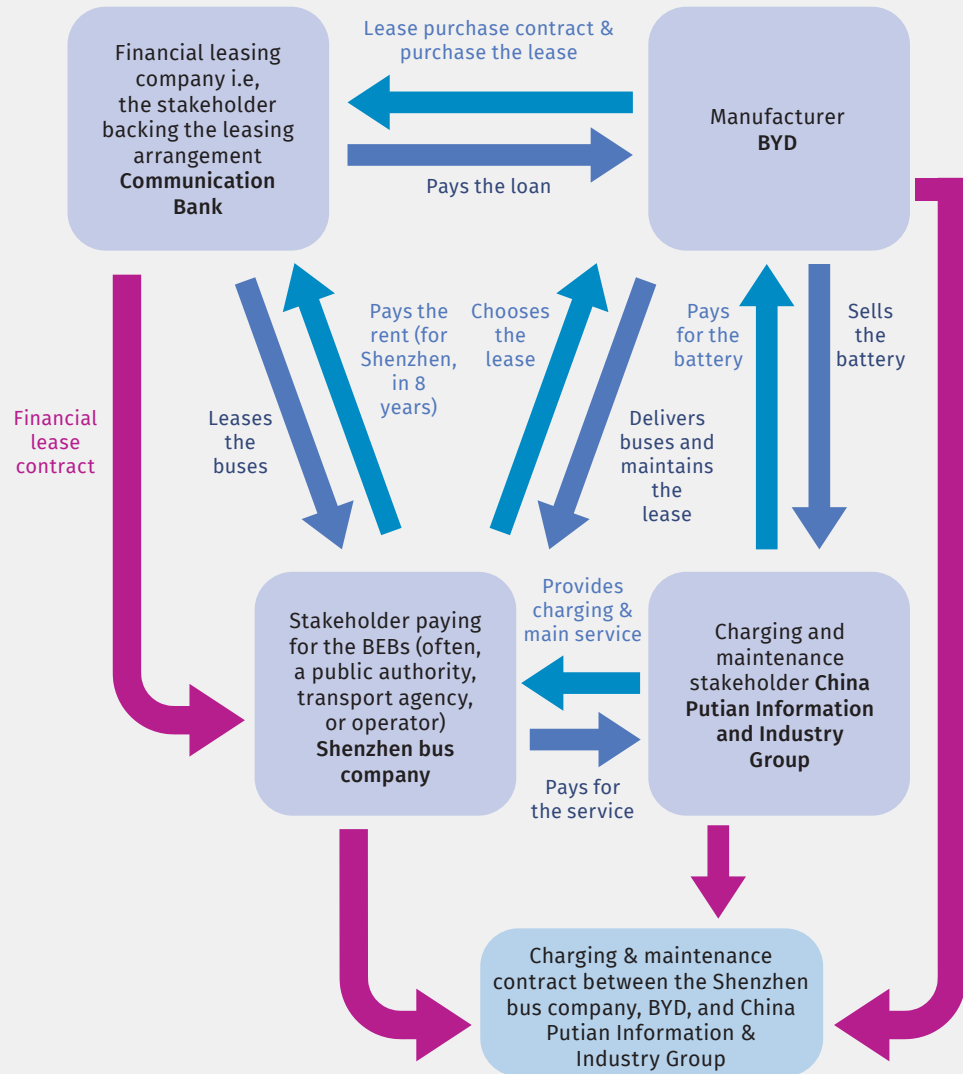 Financial leasing
company i.e,
the stakeholder
backing the leasing
arrangement
Communication
Bank
Lease purchase contract &
purchase the lease
Pays the loan
Manufacturer
BYD
Financial
lease
contract
Leases
the
buses
Pays the
rent (for
Shenzhen,
in 8
years)
Chooses
the
lease
Delivers
buses and
maintains
the
lease
Pays
for the
battery
Sells
the
battery
Stakeholder paying
for the BEBs (often,
a public authority,
transport agency,
or operator)
Shenzhen bus
company
Provides
charging &
main service
Pays for
the service
Charging and
maintenance
stakeholder China
Putian Information
and Industry
Group
Charging & maintenance
contract between the Shenzhen
bus company, BYD, and China
Putian Information &
Industry Group